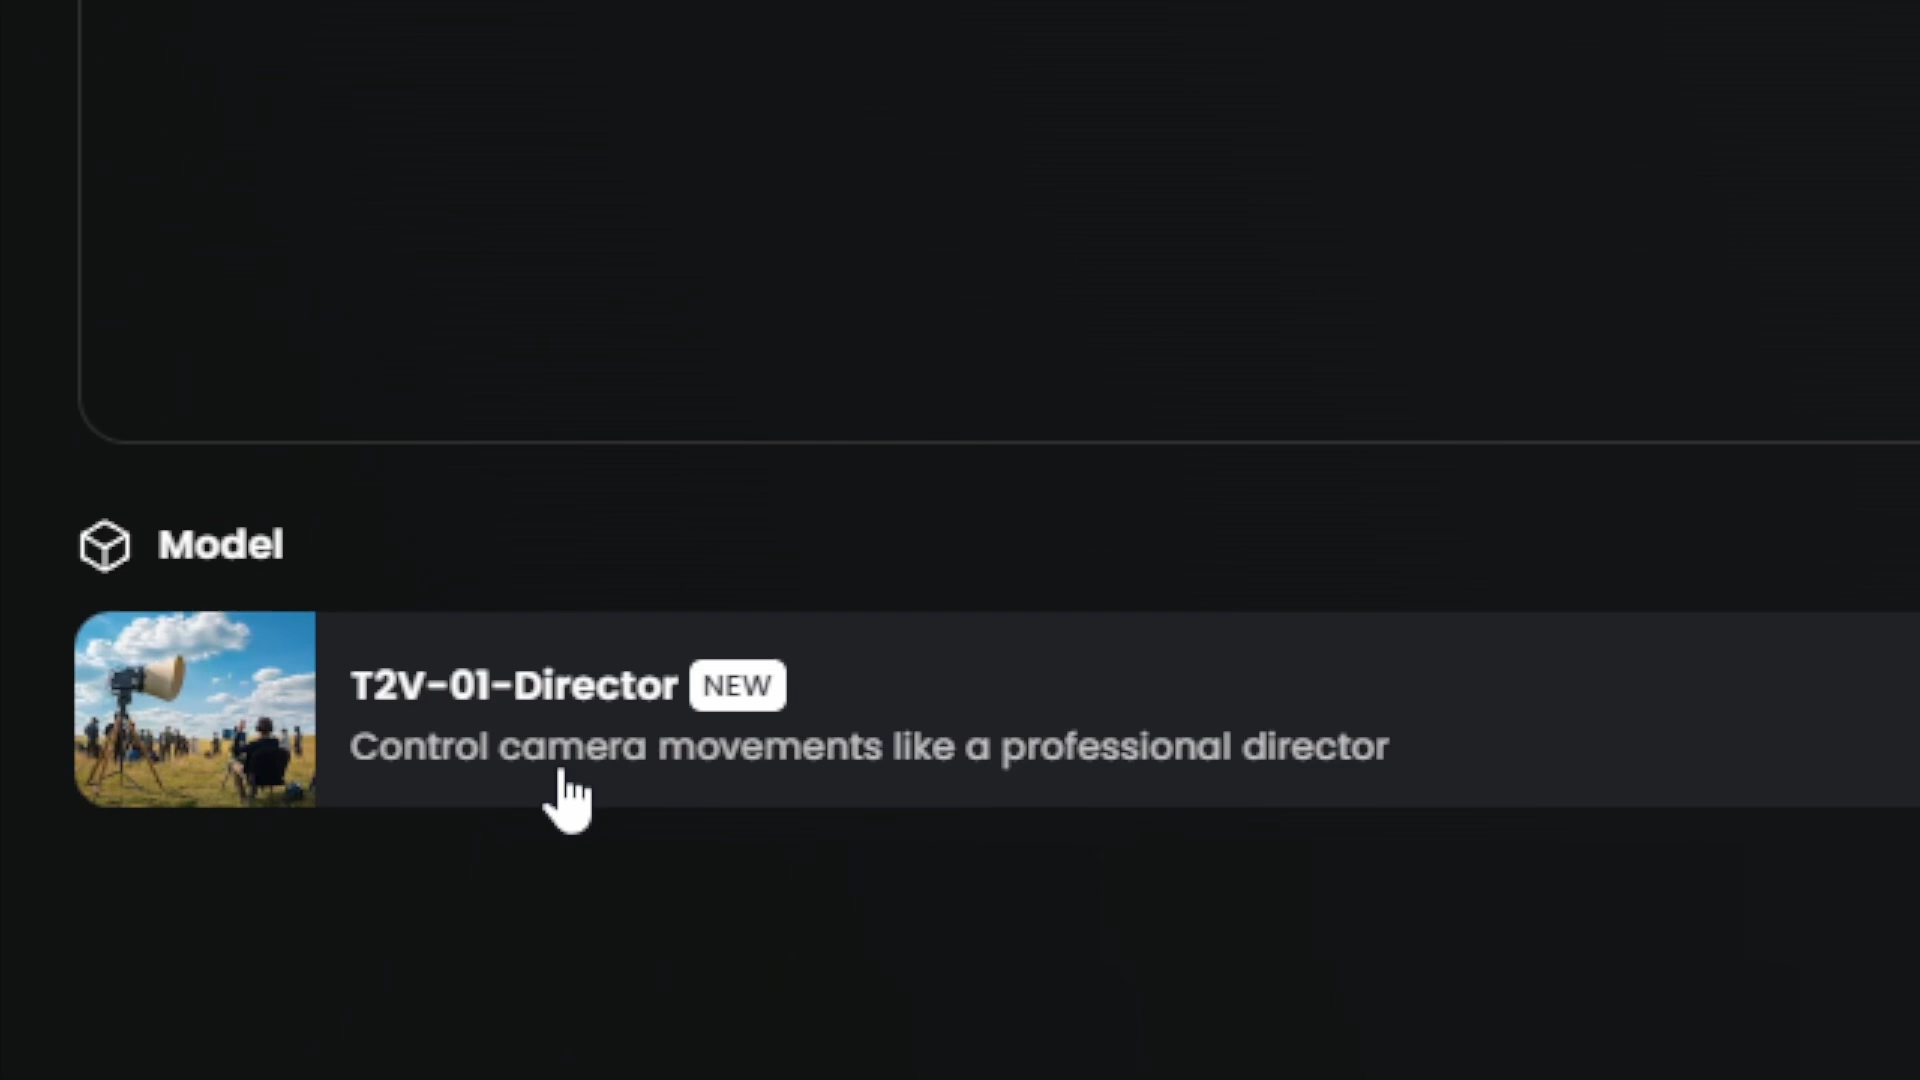 Model
T2V-01-Director NEW
Control camera movements like a professional director